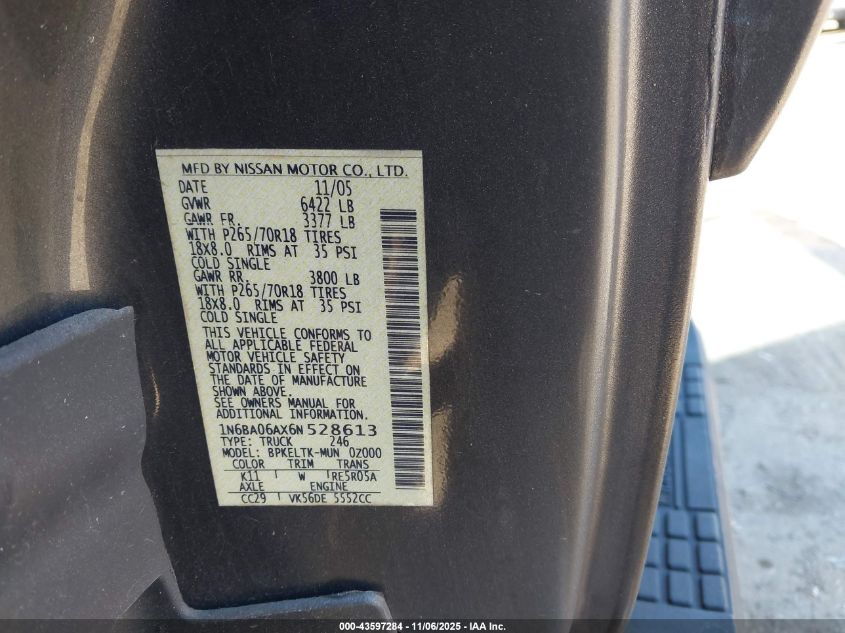 MFD BY NISSAN MOTOR CO., LTD.
DATE 11/05
GVWR 6422 LB
GAWR FR. 3377 LB
WITH P265/70R18 TIRES
18X8.0 RIMS AT 35 PSI
COLD SINGLE
GAWR RR. 3800 LB
WITH P265/70R18 TIRES
18X8.0 RIMS AT 35 PSI
COLD SINGLE
THIS VEHICLE CONFORMS TO
ALL APPLICABLE FEDERAL
MOTOR VEHICLE SAFETY
STANDARDS IN EFFECT ON
THE DATE OF MANUFACTURE
SHOWN ABOVE.
SEE OWNERS MANUAL FOR
ADDITIONAL INFORMATION.
1N6BA06AX6N528613
TYPE: TRUCK 246
MODEL: BPKELTK-MUN 0Z000
COLOR TRIM TRANS
K11 W RE5R05A
AXLE ENGINE
CC29 VK56DE 5552CC
000-43597284 - 11/06/2025 - IAA Inc.